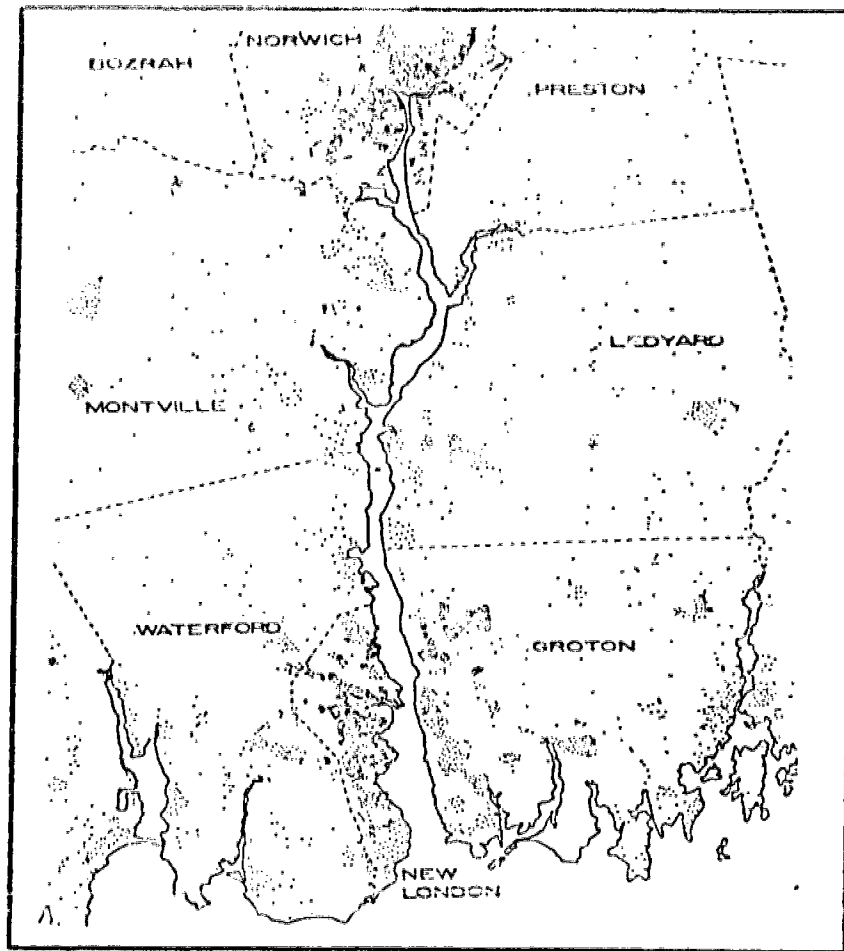 NORWICH
BOZRAH
PRESTON
LEDYARD
MONTVILLE
WATERFORD
GROTON
NEW
LONDON